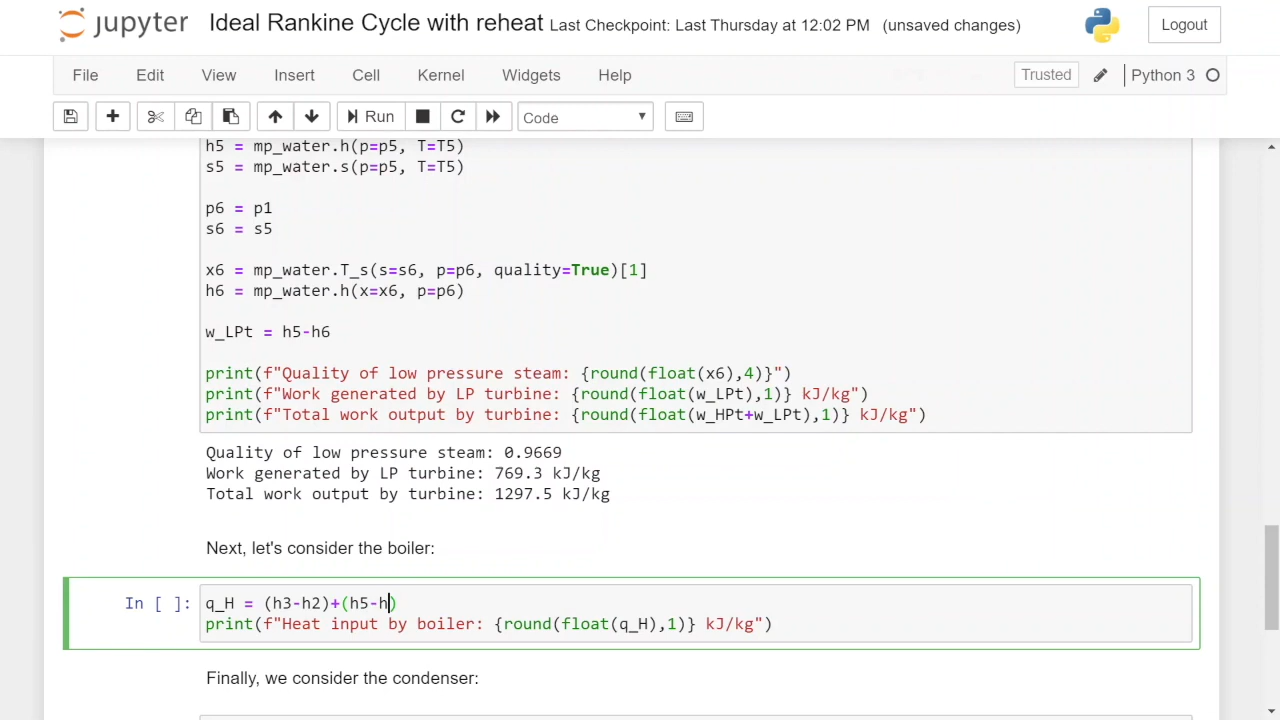 jupyter Ideal Rankine Cycle with reheat Last Checkpoint: Last Thursday at 12:02 PM (unsaved changes) Logout
File Edit View Insert Cell Kernel Widgets Help Trusted Python 3
Run Code
h5 = mp_water.h(p=p5, T=T5)
s5 = mp_water.s(p=p5, T=T5)
p6 = p1
s6 = s5
x6 = mp_water.T_s(s=s6, p=p6, quality=True)[1]
h6 = mp_water.h(x=x6, p=p6)
w_LPt = h5-h6
print(f"Quality of low pressure steam: {round(float(x6),4)}")
print(f"Work generated by LP turbine: {round(float(w_LPt),1)} kJ/kg")
print(f"Total work output by turbine: {round(float(w_HPt+w_LPt),1)} kJ/kg")
Quality of low pressure steam: 0.9669
Work generated by LP turbine: 769.3 kJ/kg
Total work output by turbine: 1297.5 kJ/kg
Next, let's consider the boiler:
In [ ]: q_H = (h3-h2)+(h5-h)
print(f"Heat input by boiler: {round(float(q_H),1)} kJ/kg")
Finally, we consider the condenser: